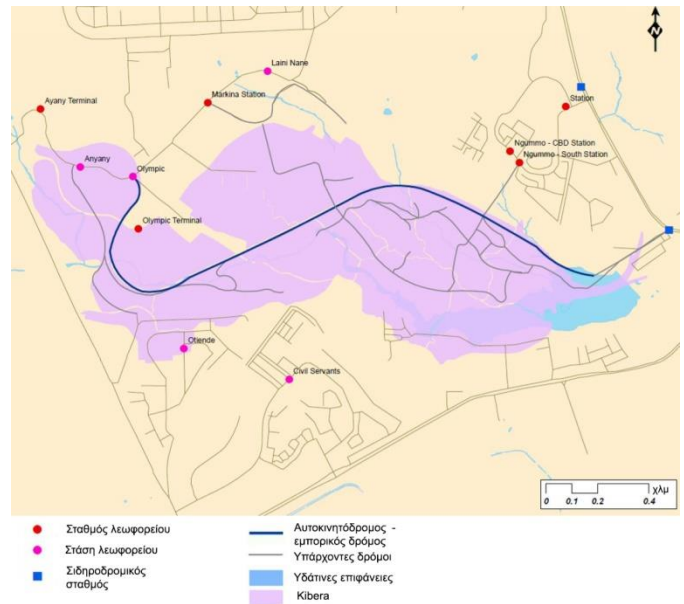 N
Laini Nane
Ayany Terminal
Markina Station
Station
Ngummo - CBD Station
Ngummo - South Station
Anyany
Olympic
Olympic Terminal
Otiende
Civil Servants
χλμ
0 0.1 0.2 0.4
Σταθμός λεωφορείου
Στάση λεωφορείου
Σιδηροδρομικός
σταθμός
Αυτοκινητόδρομος -
εμπορικός δρόμος
Υπάρχοντες δρόμοι
Υδάτινες επιφάνειες
Kibera